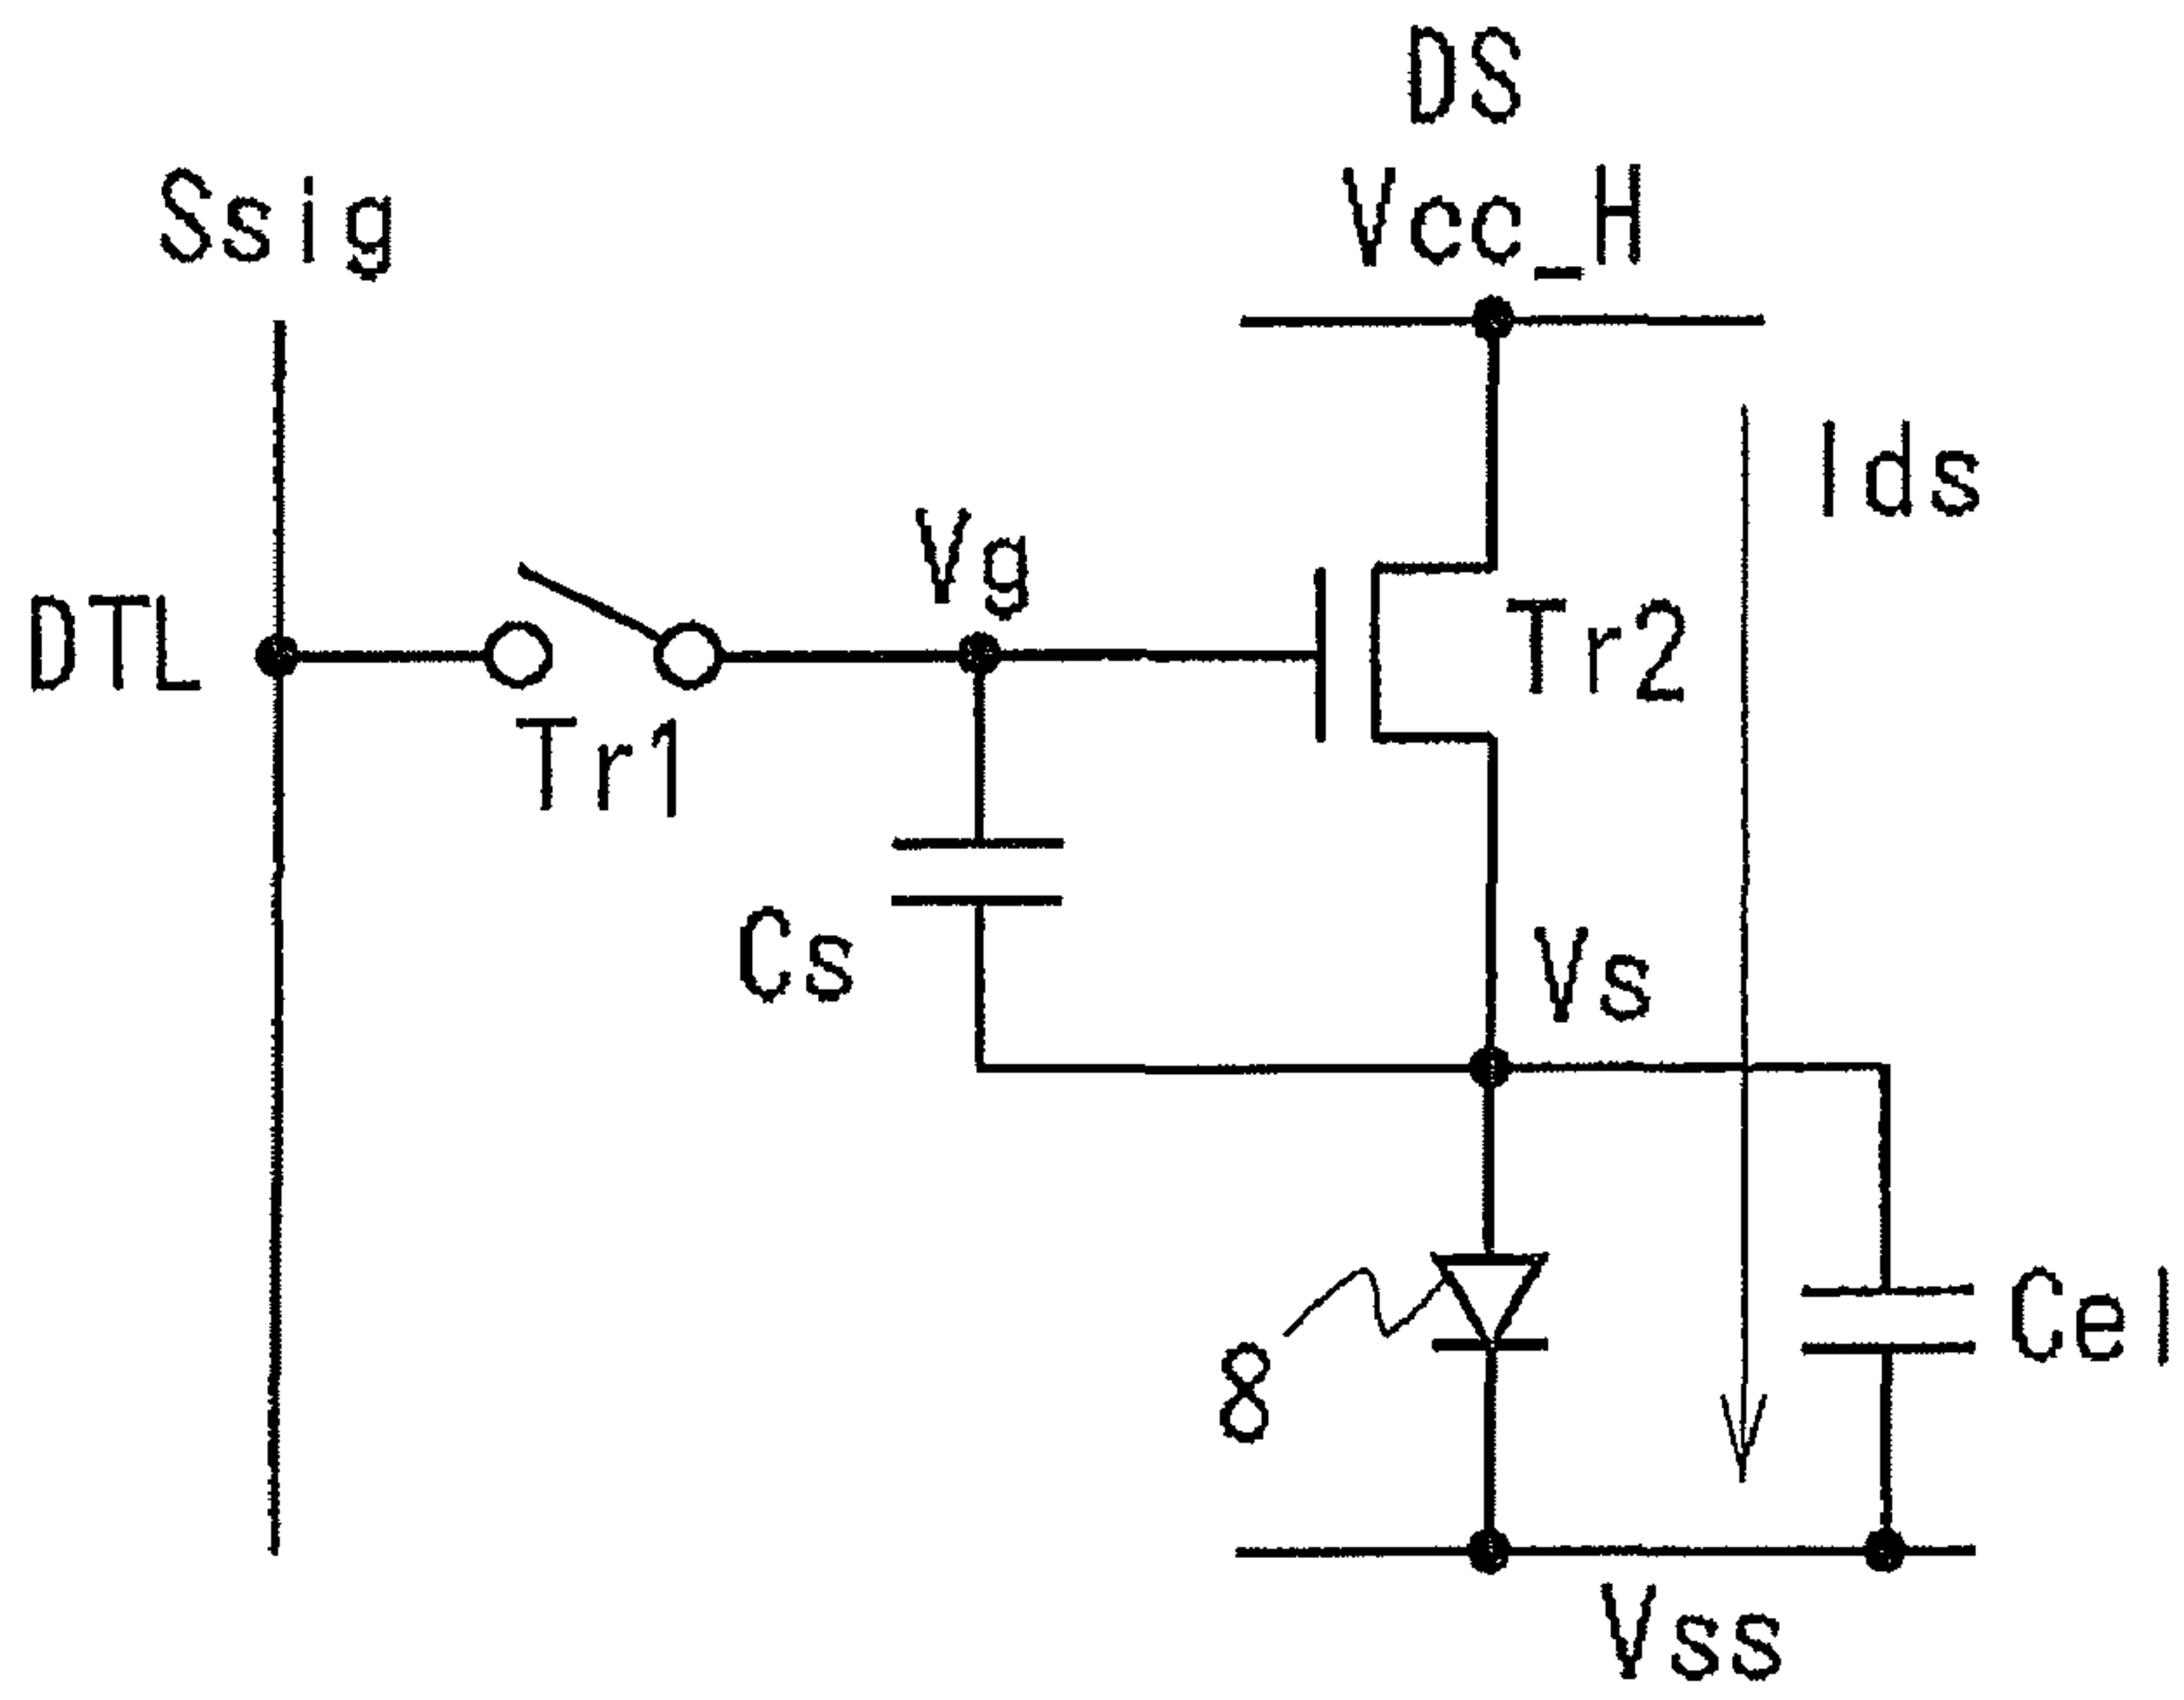 DS
Vcc_H
Ssig
Ids
Vg
DTL
Tr2
Tr1
Cs
Vs
Cel
8
Vss